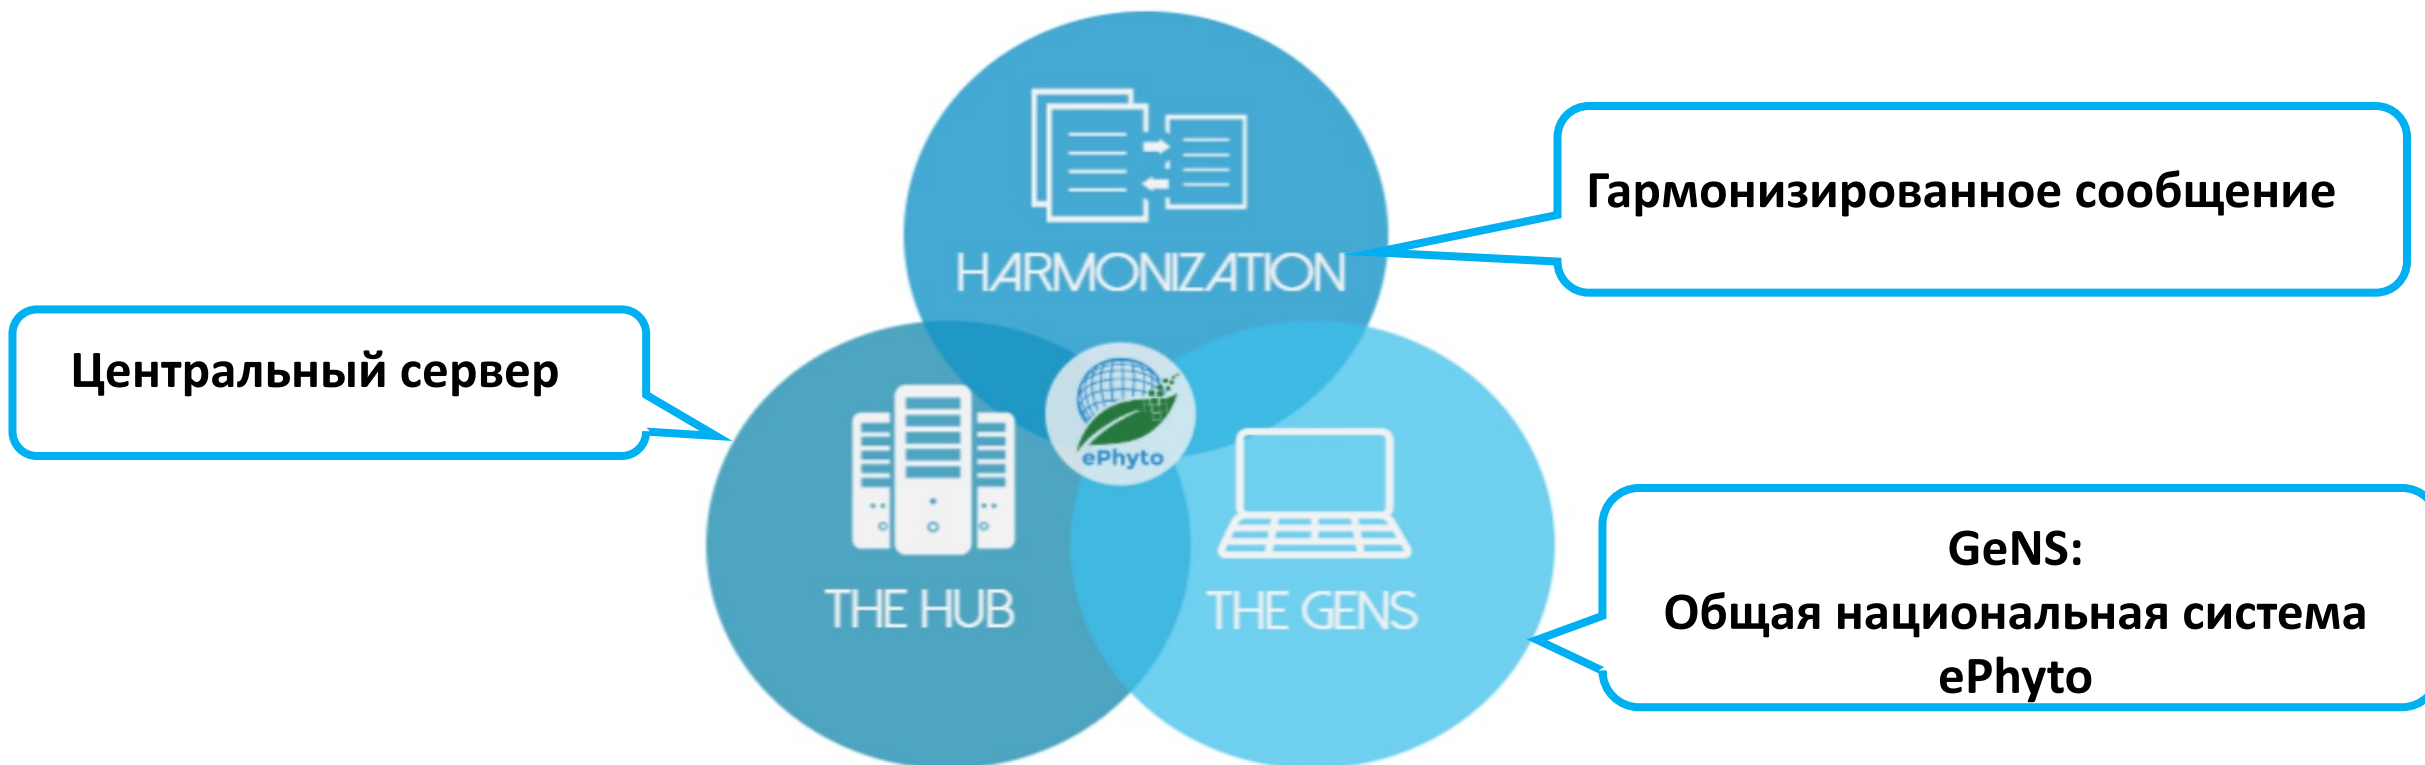 HARMONIZATION
Гармонизированное сообщение
Центральный сервер
ePhyto
THE HUB
THE GENS
GeNS:
Общая национальная система
ePhyto